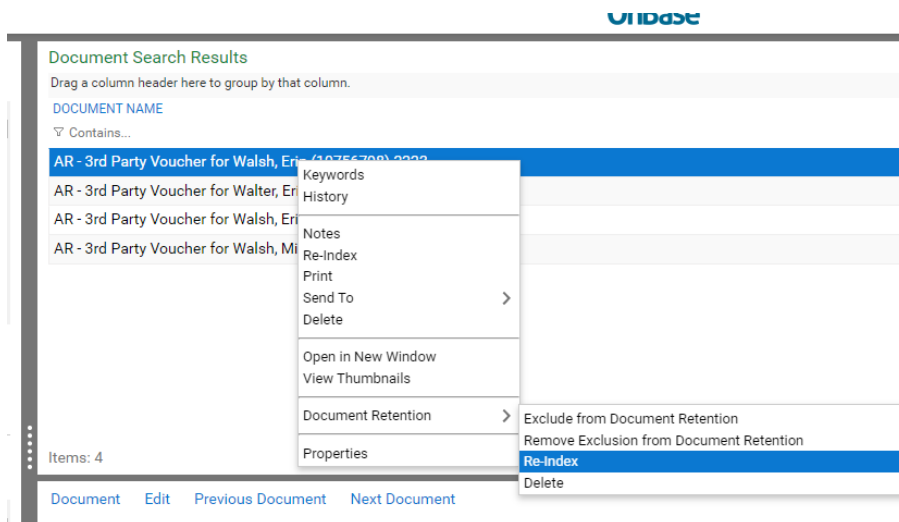 OnBase
Document Search Results
Drag a column header here to group by that column.
DOCUMENT NAME
Contains...
AR - 3rd Party Voucher for Walsh, Erin (10756798) 2223
AR - 3rd Party Voucher for Walter, Er
AR - 3rd Party Voucher for Walsh, Eri
AR - 3rd Party Voucher for Walsh, Mi
Keywords
History
Notes
Re-Index
Print
Send To
Delete
Open in New Window
View Thumbnails
Document Retention
Properties
Exclude from Document Retention
Remove Exclusion from Document Retention
Re-Index
Delete
Items: 4
Document Edit Previous Document Next Document